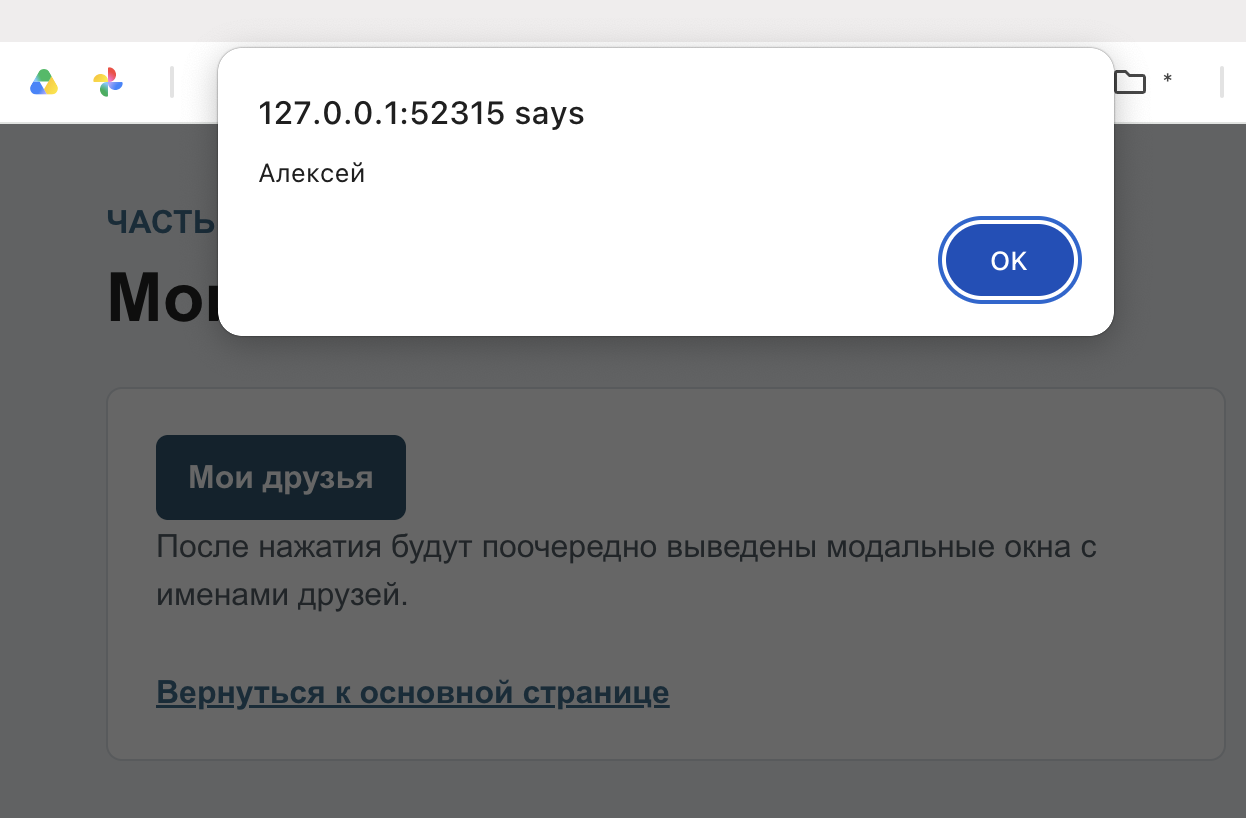 127.0.0.1:52315 says
Алексей
OK
*
ЧАСТЬ
Мои друзья
После нажатия будут поочередно выведены модальные окна с
именами друзей.
Вернуться к основной странице